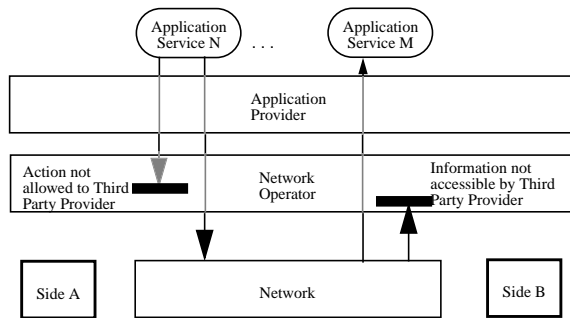 Application
Service N
. . .
Application
Service M
Application
Provider
Action not
allowed to Third
Party Provider
Network
Operator
Information not
accessible by Third
Party Provider
Side A
Network
Side B